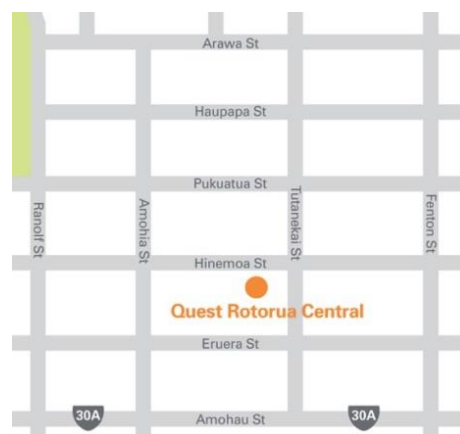 Arawa St
Haupapa St
Pukuatua St
Ranolf St
Amohia St
Tutanekai St
Fenton St
Hinemoa St
Quest Rotorua Central
Eruera St
30A
Amohau St
30A